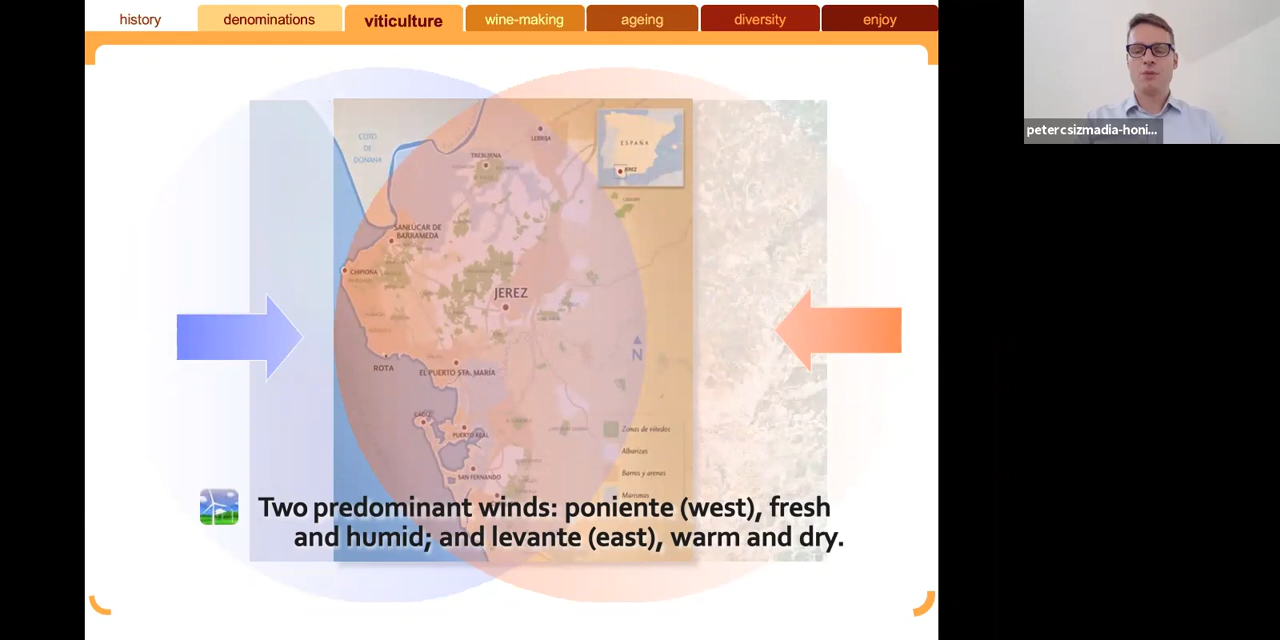 history
denominations
viticulture
wine-making
ageing
diversity
enjoy
petercsizmadia-honi...
COTO
DE
DOÑANA
LEBRIJA
TREBUJENA
ESPAÑA
JEREZ
SANLÚCAR DE
BARRAMEDA
CHIPIONA
JEREZ
N
ROTA
EL PUERTO STA. MARÍA
CÁDIZ
PUERTO REAL
SAN FERNANDO
Zonas de viñedos
Albarizas
Barros y arenas
Marismas
Two predominant winds: poniente (west), fresh
and humid; and levante (east), warm and dry.